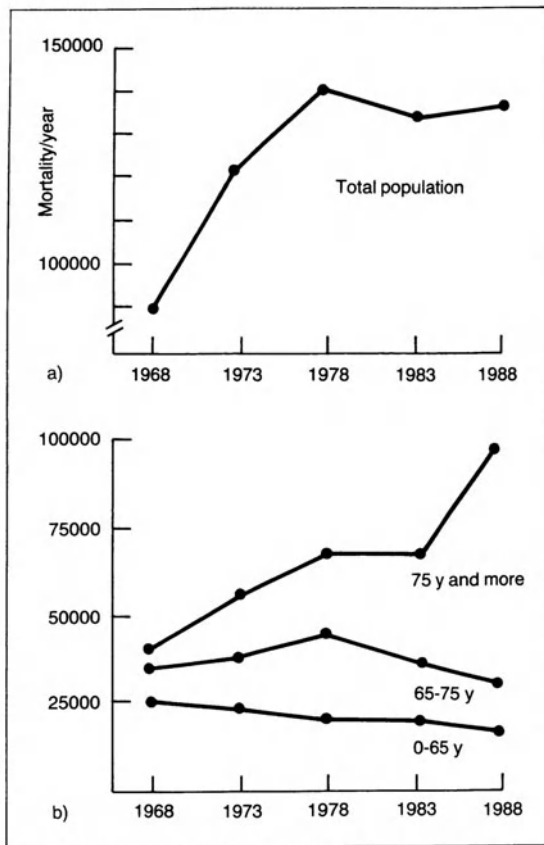 150000
Mortality/year
Total population
100000
a)
1968 1973 1978 1983 1988
100000
75000
75 y and more
50000
65-75 y
25000
0-65 y
b)
1968 1973 1978 1983 1988